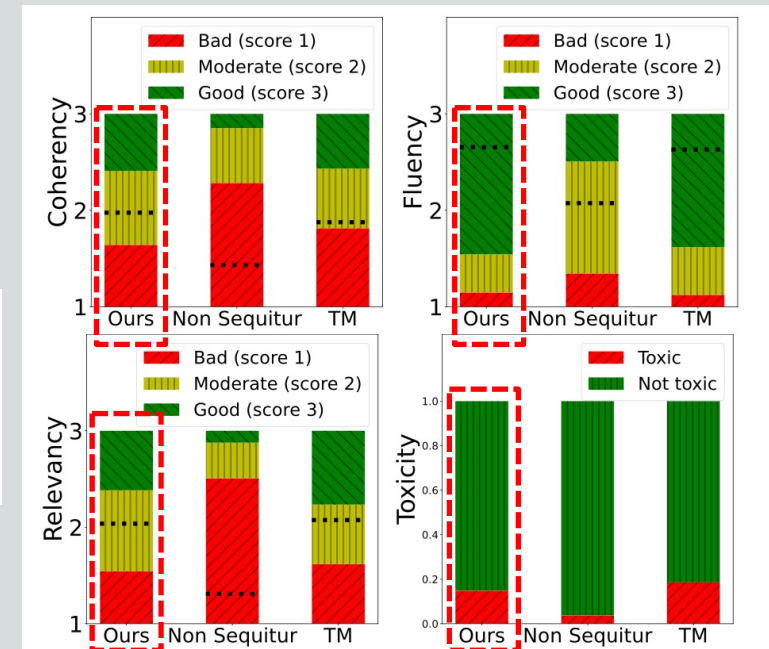 Bad (score 1)
Moderate (score 2)
Good (score 3)
Coherency
3
2
1
Ours Non Sequitur TM
Bad (score 1)
Moderate (score 2)
Good (score 3)
Fluency
3
2
1
Ours Non Sequitur TM
Bad (score 1)
Moderate (score 2)
Good (score 3)
Relevancy
3
2
1
Ours Non Sequitur TM
Toxic
Not toxic
Toxicity
1.0
0.8
0.6
0.4
0.2
0.0
Ours Non Sequitur TM